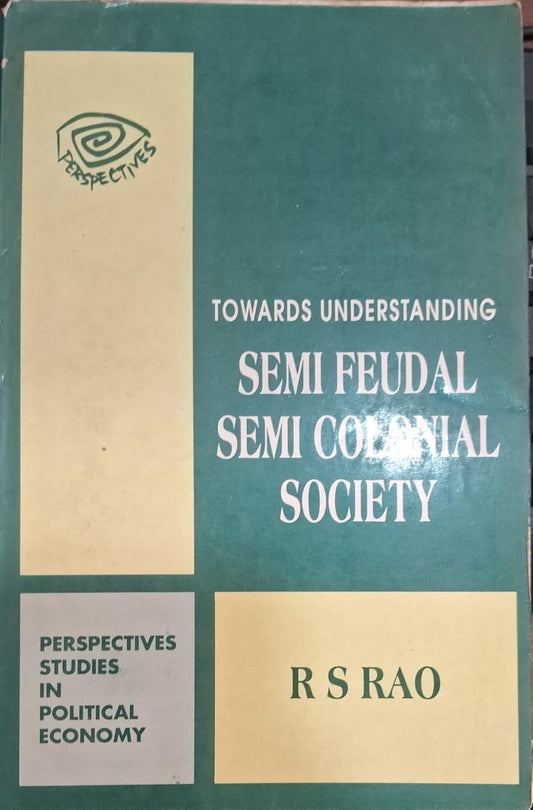 PERSPECTIVES
TOWARDS UNDERSTANDING
SEMI FEUDAL
SEMI COLONIAL
SOCIETY
PERSPECTIVES
STUDIES
IN
POLITICAL
ECONOMY
R S RAO